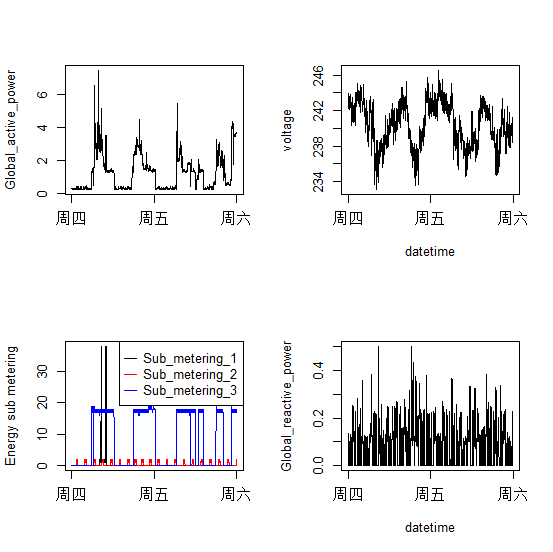 Global_active_power
0 2 4 6
周四 周五 周六
voltage
234 238 242 246
周四 周五 周六
datetime
Energy sub metering
0 10 20 30
Sub_metering_1
Sub_metering_2
Sub_metering_3
周四 周五 周六
Global_reactive_power
0.0 0.2 0.4
周四 周五 周六
datetime